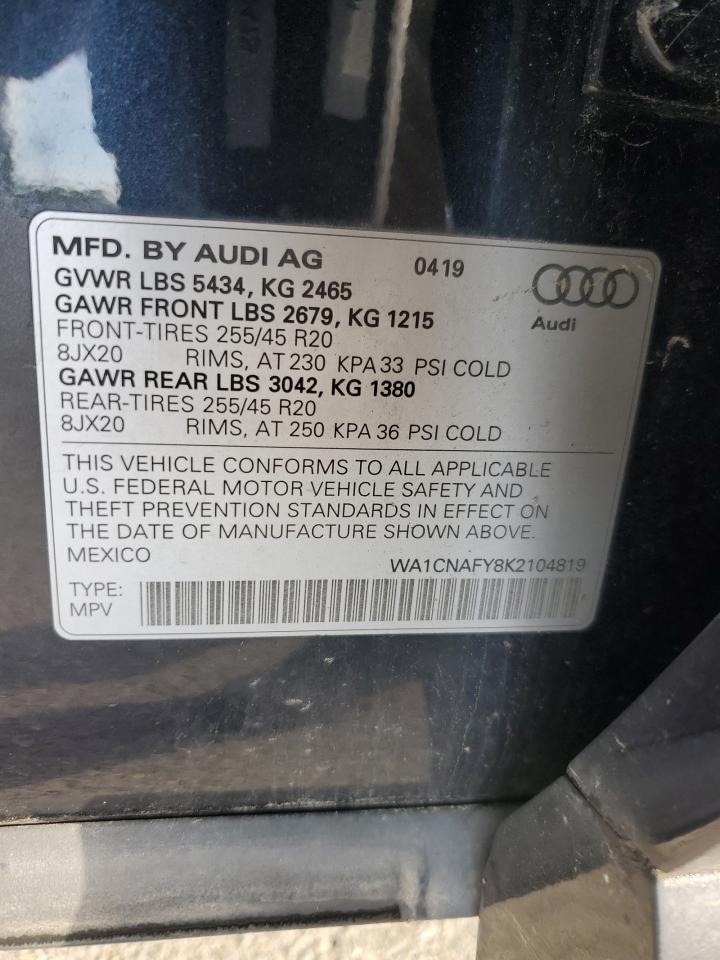 MFD. BY AUDI AG 0419
GVWR LBS 5434, KG 2465
GAWR FRONT LBS 2679, KG 1215
Audi
FRONT-TIRES 255/45 R20
8JX20 RIMS, AT 230 KPA 33 PSI COLD
GAWR REAR LBS 3042, KG 1380
REAR-TIRES 255/45 R20
8JX20 RIMS, AT 250 KPA 36 PSI COLD
THIS VEHICLE CONFORMS TO ALL APPLICABLE
U.S. FEDERAL MOTOR VEHICLE SAFETY AND
THEFT PREVENTION STANDARDS IN EFFECT ON
THE DATE OF MANUFACTURE SHOWN ABOVE.
MEXICO WA1CNAFY8K2104819
TYPE:
MPV